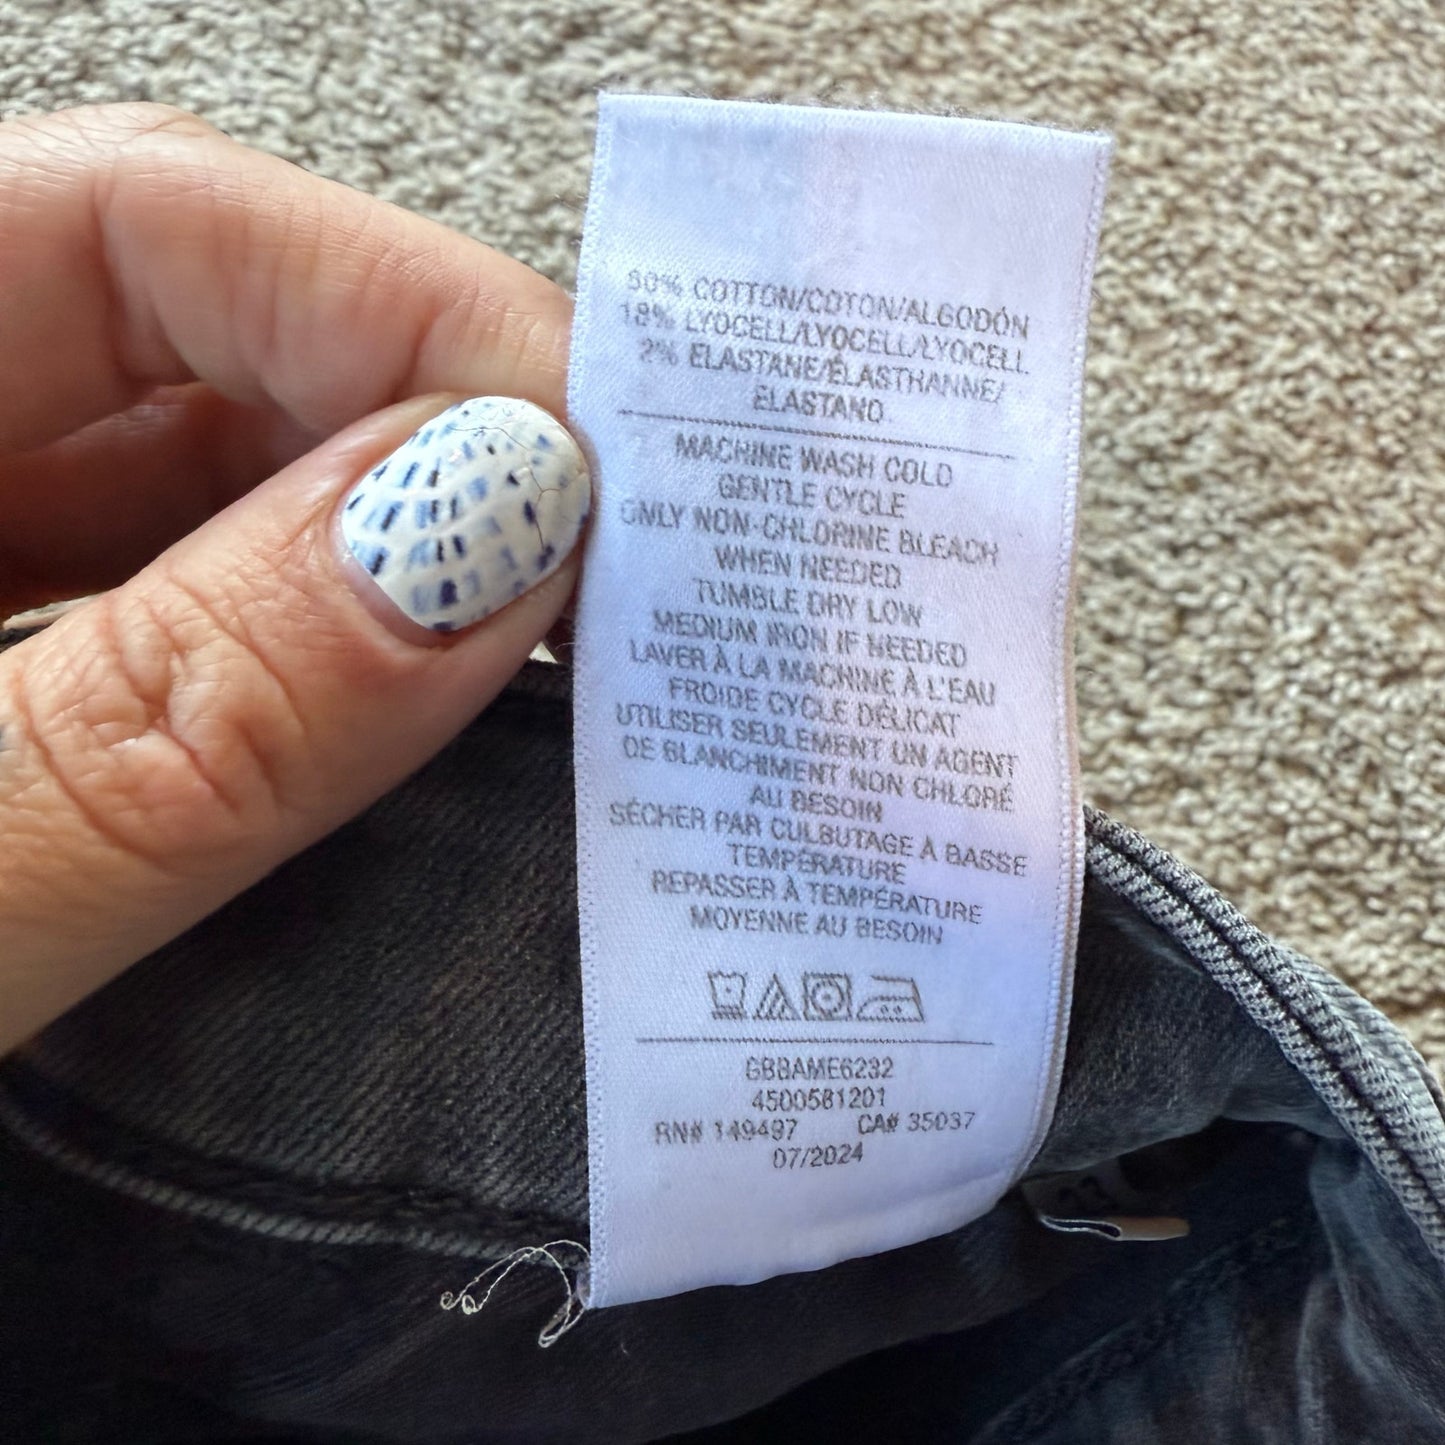 80% COTTON/COTON/ALGODÓN
18% LYOCELL/LYOCELL/LYOCELL
2% ELASTANE/ÉLASTHANNE/
ELASTANO
MACHINE WASH COLD
GENTLE CYCLE
ONLY NON-CHLORINE BLEACH
WHEN NEEDED
TUMBLE DRY LOW
MEDIUM IRON IF NEEDED
LAVER À LA MACHINE À L'EAU
FROIDE CYCLE DÉLICAT
UTILISER SEULEMENT UN AGENT
DE BLANCHIMENT NON CHLORÉ
AU BESOIN
SÉCHER PAR CULBUTAGE À BASSE
TEMPÉRATURE
REPASSER À TEMPÉRATURE
MOYENNE AU BESOIN
GBBAME6232
4500581201
RN# 149497 CA# 35037
07/2024